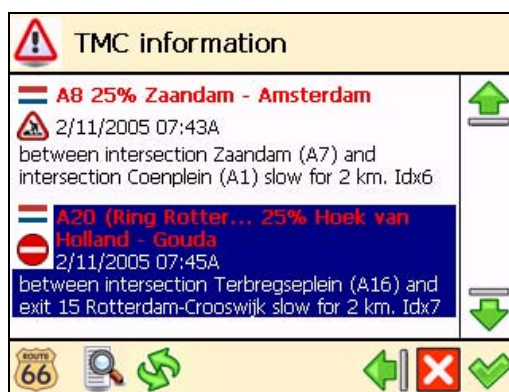 TMC information
A8 25% Zaandam - Amsterdam
2/11/2005 07:43A
between intersection Zaandam (A7) and
intersection Coenplein (A1) slow for 2 km. Idx6
A20 (Ring Rotter... 25% Hoek van
Holland - Gouda
2/11/2005 07:45A
between intersection Terbregseplein (A16) and
exit 15 Rotterdam-Crooswijk slow for 2 km. Idx7
ROUTE
66